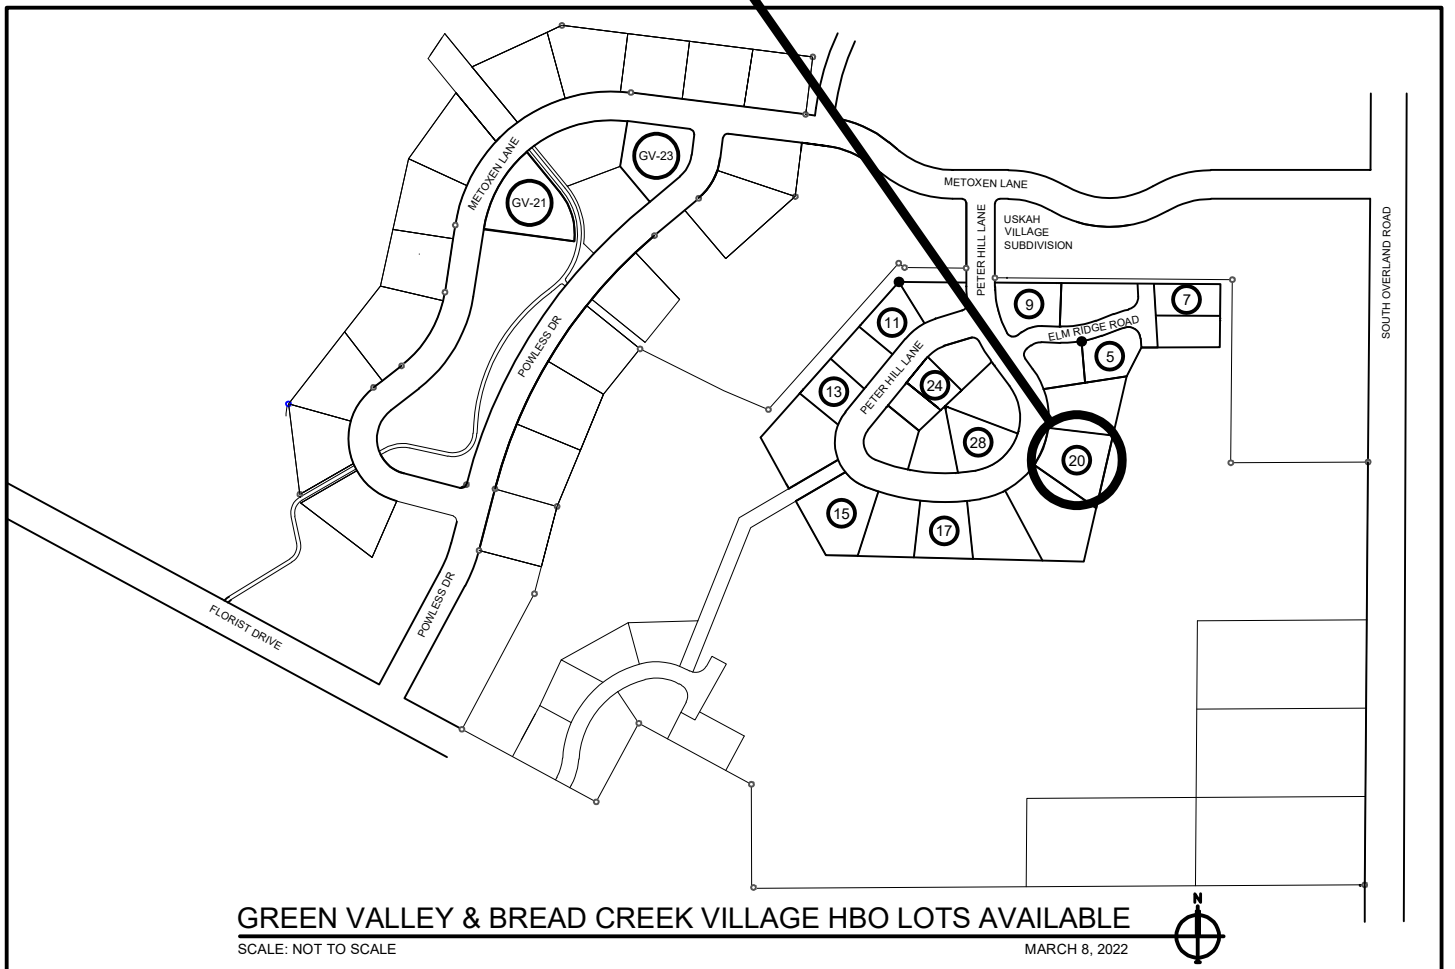 METOXEN LANE
GV-23
GV-21
METOXEN LANE
PETER HILL LANE
USKAH
VILLAGE
SUBDIVISION
SOUTH OVERLAND ROAD
POWLESS DR
9
7
11
ELM RIDGE ROAD
5
PETER HILL LANE
13
24
28
20
15
17
POWLESS DR
FLORIST DRIVE
N
GREEN VALLEY & BREAD CREEK VILLAGE HBO LOTS AVAILABLE
SCALE: NOT TO SCALE
MARCH 8, 2022